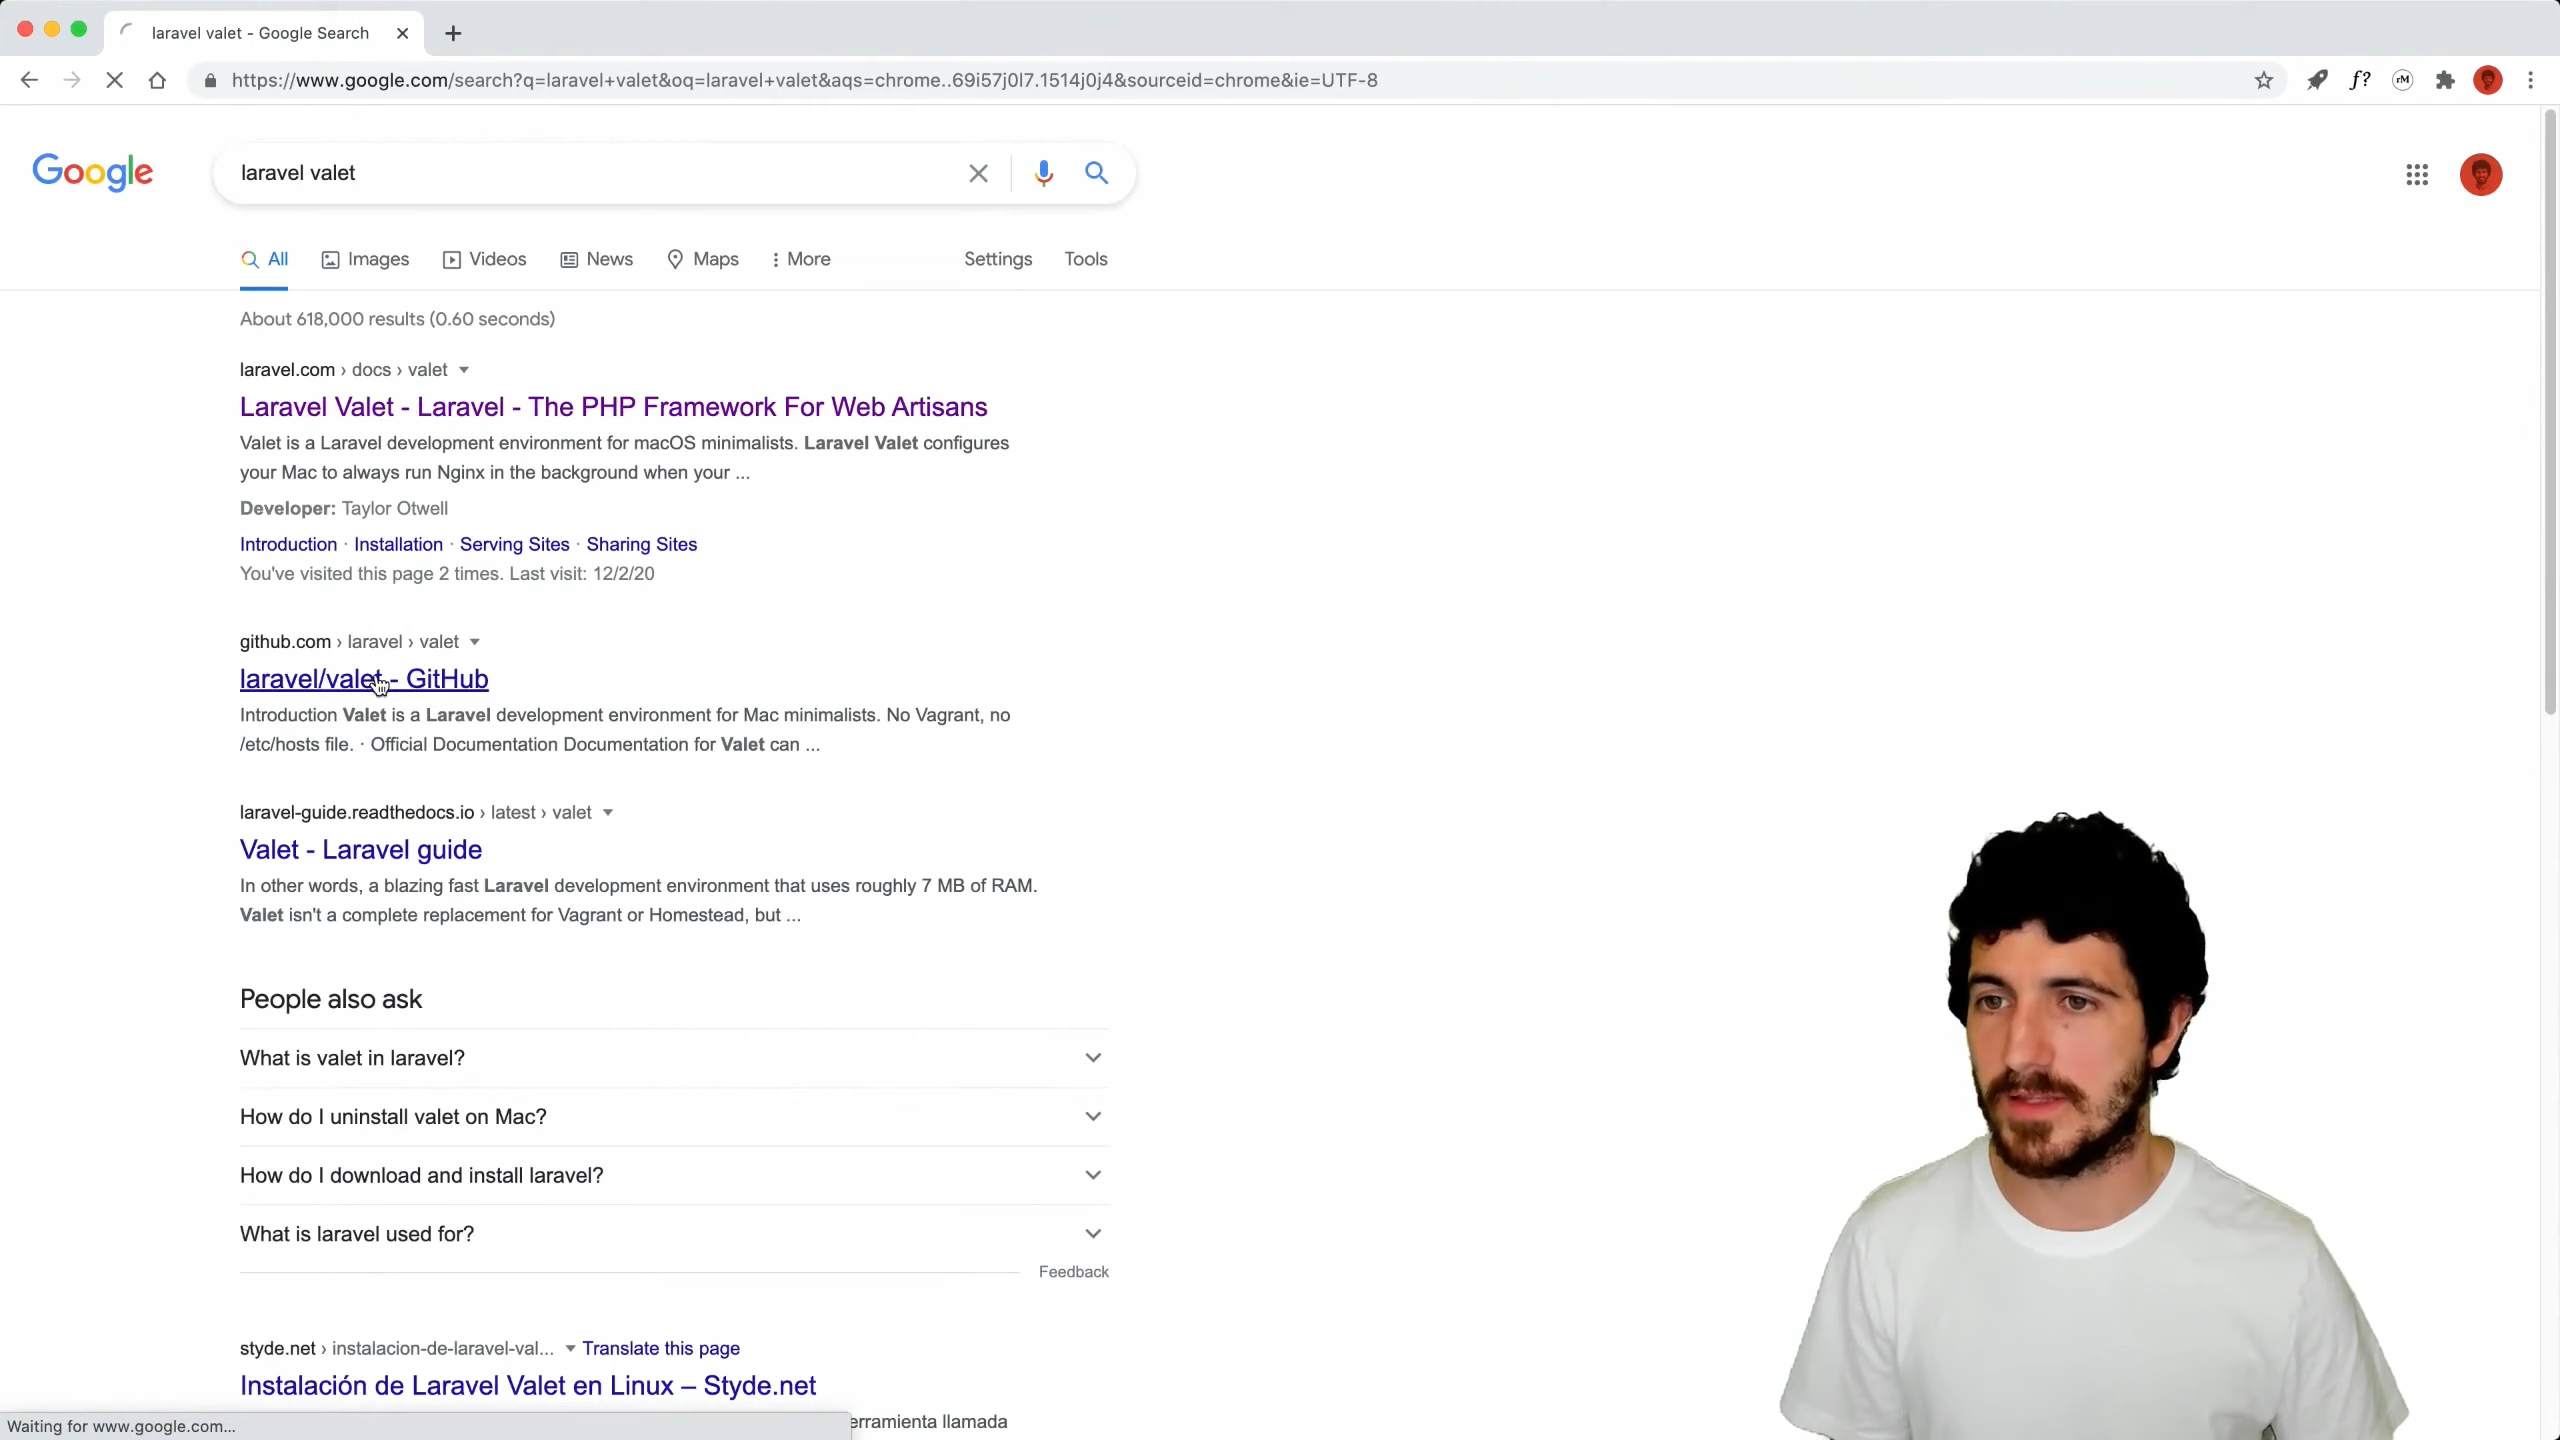 laravel valet - Google Search
https://www.google.com/search?q=laravel+valet&oq=laravel+valet&aqs=chrome..69i57j0l7.1514j0j4&sourceid=chrome&ie=UTF-8
f?
rM
Google
laravel valet
All Images Videos News Maps More Settings Tools
About 618,000 results (0.60 seconds)
laravel.com › docs › valet
Laravel Valet - Laravel - The PHP Framework For Web Artisans
Valet is a Laravel development environment for macOS minimalists. Laravel Valet configures
your Mac to always run Nginx in the background when your ...
Developer: Taylor Otwell
Introduction · Installation · Serving Sites · Sharing Sites
You've visited this page 2 times. Last visit: 12/2/20
github.com › laravel › valet
laravel/valet - GitHub
Introduction Valet is a Laravel development environment for Mac minimalists. No Vagrant, no
/etc/hosts file. · Official Documentation Documentation for Valet can ...
laravel-guide.readthedocs.io › latest › valet
Valet - Laravel guide
In other words, a blazing fast Laravel development environment that uses roughly 7 MB of RAM.
Valet isn't a complete replacement for Vagrant or Homestead, but ...
People also ask
What is valet in laravel?
How do I uninstall valet on Mac?
How do I download and install laravel?
What is laravel used for?
Feedback
styde.net › instalacion-de-laravel-val... Translate this page
Instalación de Laravel Valet en Linux – Styde.net
erramienta llamada
Waiting for www.google.com...